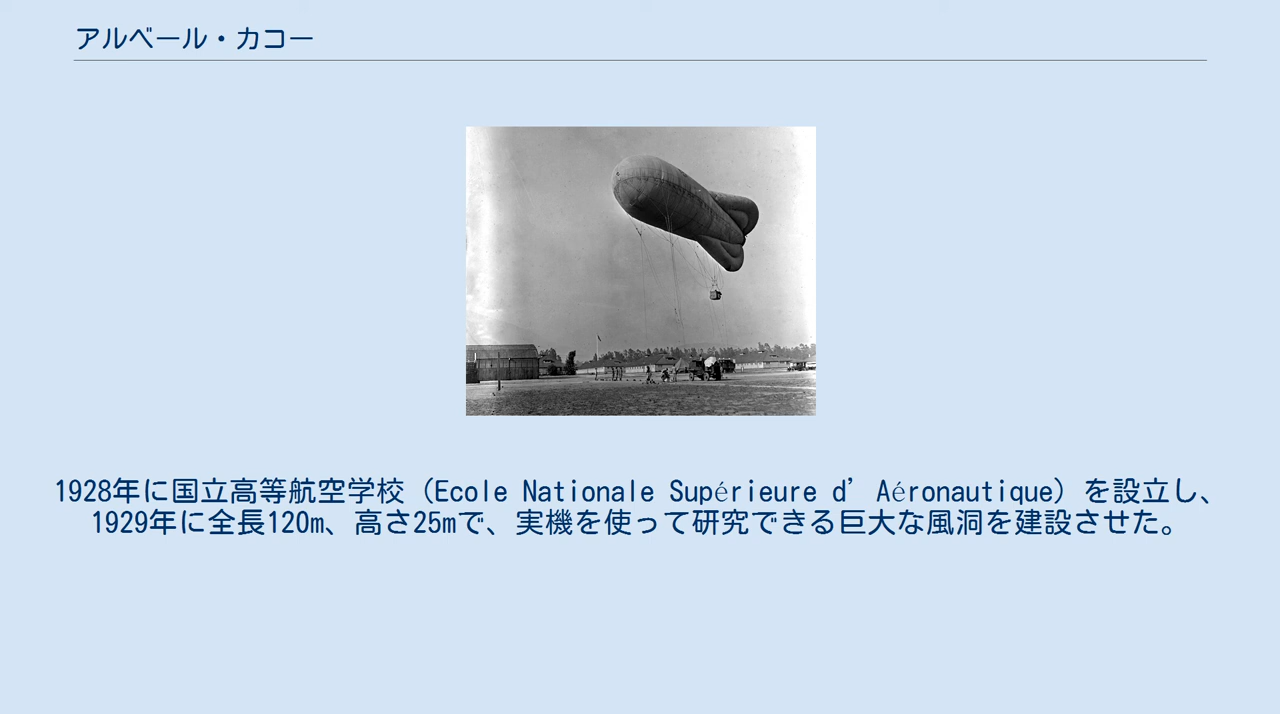 アルベール・カコー
1928年に国立高等航空学校（Ecole Nationale Supérieure d’Aéronautique）を設立し、
1929年に全長120m、高さ25mで、実機を使って研究できる巨大な風洞を建設させた。